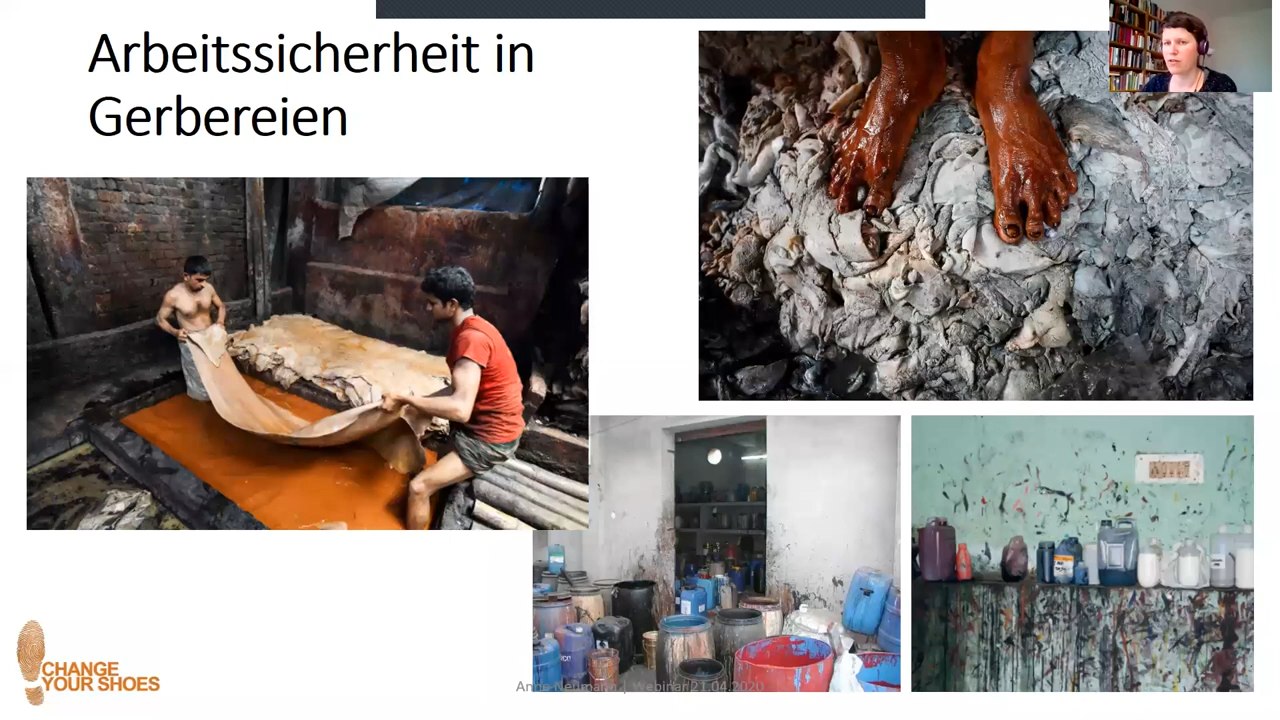 Arbeitssicherheit in
Gerbereien
CHANGE
YOUR SHOES
Webinar 21.04.2020